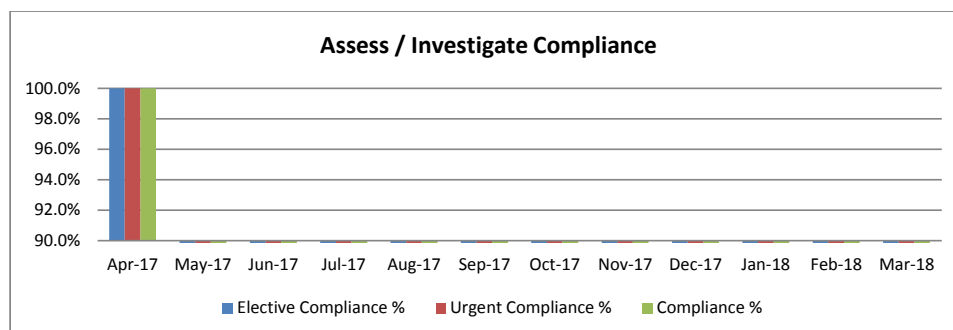 Assess / Investigate Compliance
100.0%
98.0%
96.0%
94.0%
92.0%
90.0%
Apr-17 May-17 Jun-17 Jul-17 Aug-17 Sep-17 Oct-17 Nov-17 Dec-17 Jan-18 Feb-18 Mar-18
Elective Compliance % Urgent Compliance % Compliance %